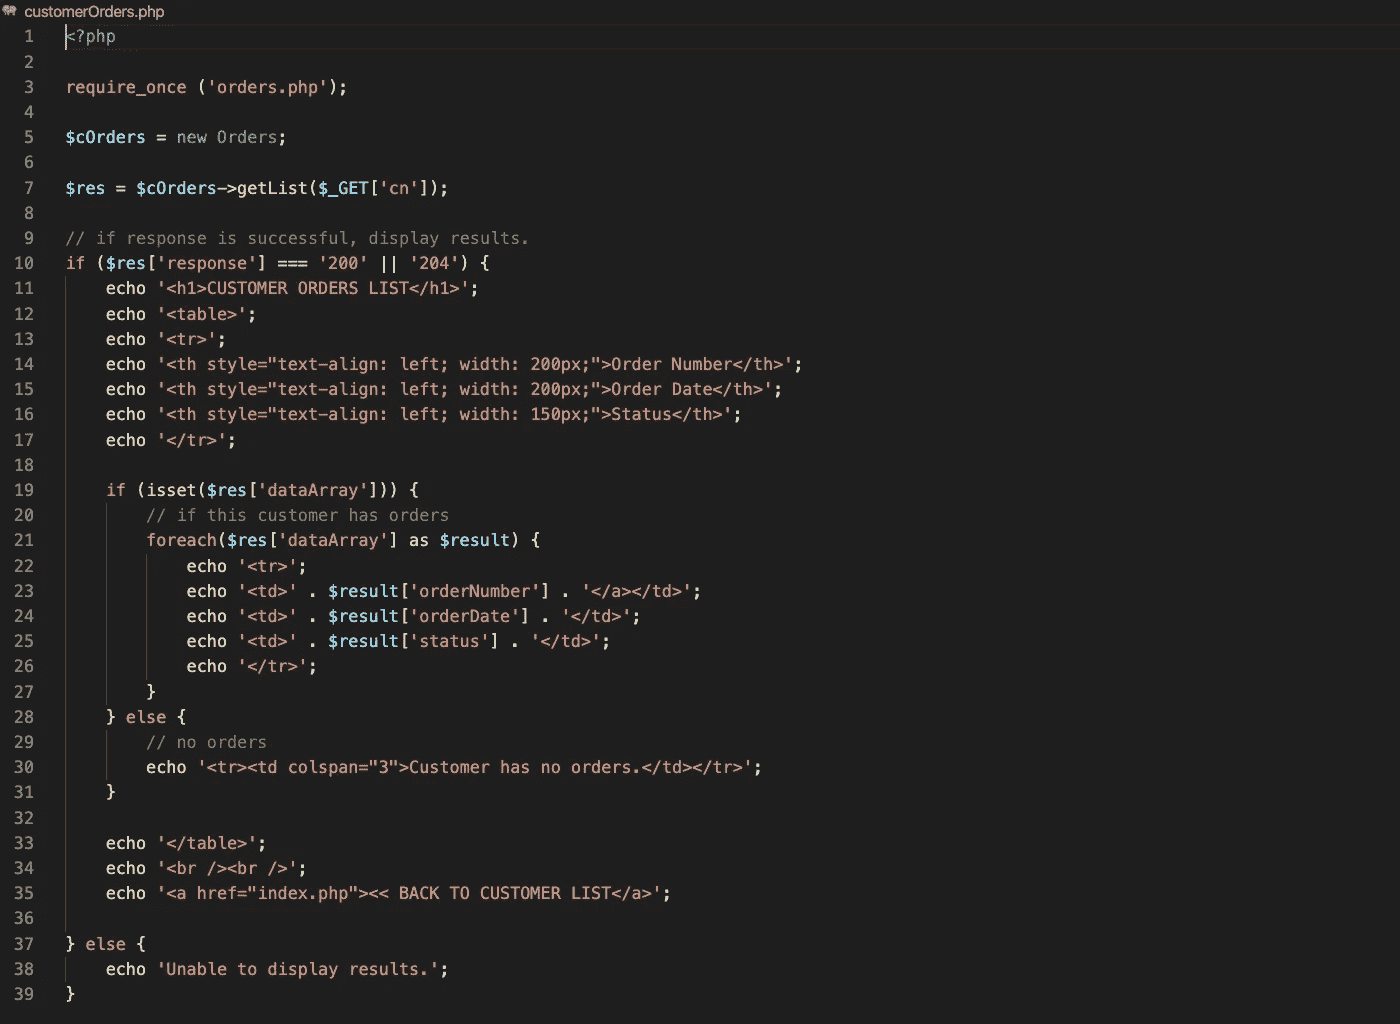 customerOrders.php
1 <?php
2
3 require_once ('orders.php');
4
5 $cOrders = new Orders;
6
7 $res = $cOrders->getList($_GET['cn']);
8
9 // if response is successful, display results.
10 if ($res['response'] === '200' || '204') {
11     echo '<h1>CUSTOMER ORDERS LIST</h1>';
12     echo '<table>';
13     echo '<tr>';
14     echo '<th style="text-align: left; width: 200px;">Order Number</th>';
15     echo '<th style="text-align: left; width: 200px;">Order Date</th>';
16     echo '<th style="text-align: left; width: 150px;">Status</th>';
17     echo '</tr>';
18
19     if (isset($res['dataArray'])) {
20         // if this customer has orders
21         foreach($res['dataArray'] as $result) {
22             echo '<tr>';
23             echo '<td>' . $result['orderNumber'] . '</a></td>';
24             echo '<td>' . $result['orderDate'] . '</td>';
25             echo '<td>' . $result['status'] . '</td>';
26             echo '</tr>';
27         }
28     } else {
29         // no orders
30         echo '<tr><td colspan="3">Customer has no orders.</td></tr>';
31     }
32
33     echo '</table>';
34     echo '<br /><br />';
35     echo '<a href="index.php"><< BACK TO CUSTOMER LIST</a>';
36
37 } else {
38     echo 'Unable to display results.';
39 }